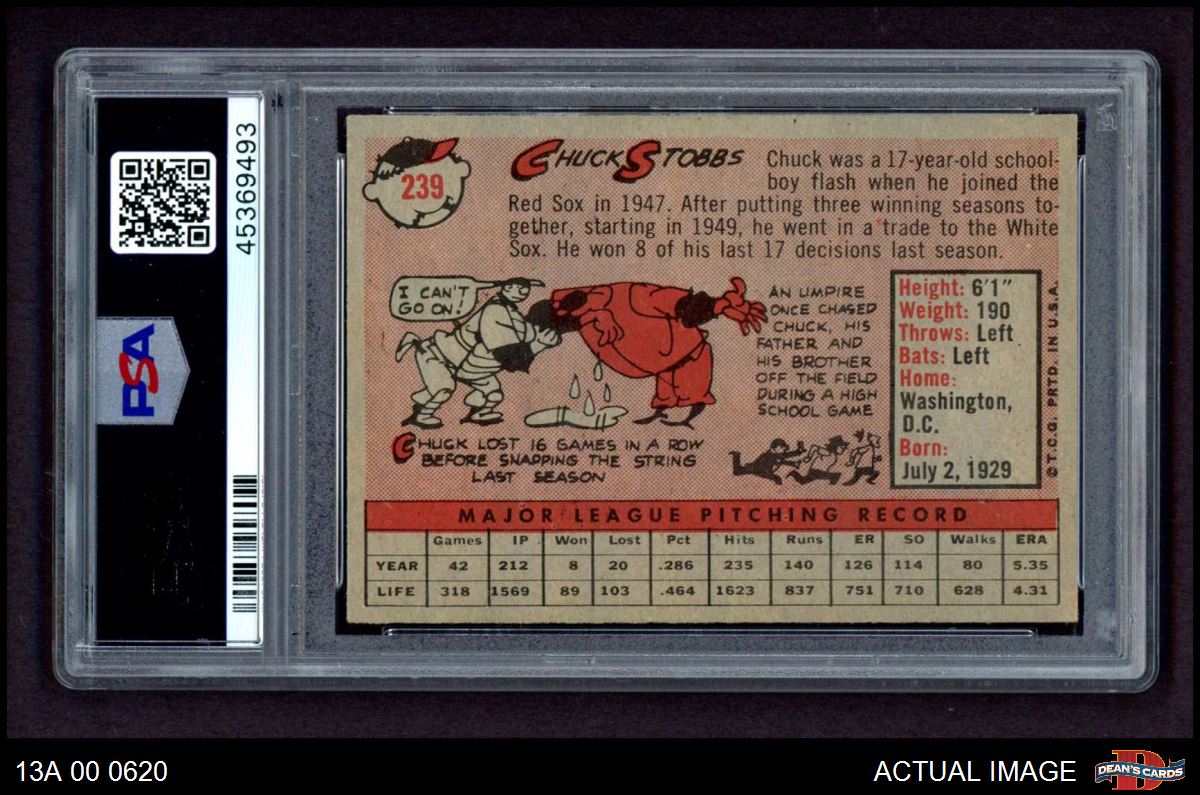 45369493
PSA
239
CHUCK STOBBS
Chuck was a 17-year-old school-
boy flash when he joined the
Red Sox in 1947. After putting three winning seasons to-
gether, starting in 1949, he went in a trade to the White
Sox. He won 8 of his last 17 decisions last season.
I CAN'T
GO ON!
AN UMPIRE
ONCE CHASED
CHUCK, HIS
FATHER AND
HIS BROTHER
OFF THE FIELD
DURING A HIGH
SCHOOL GAME
CHUCK LOST 16 GAMES IN A ROW
BEFORE SNAPPING THE STRING
LAST SEASON
Height: 6'1"
Weight: 190
Throws: Left
Bats: Left
Home:
Washington,
D.C.
Born:
July 2, 1929
©T.C.G. PRTD. IN U.S.A.
MAJOR LEAGUE PITCHING RECORD
Games IP Won Lost Pct Hits Runs ER SO Walks ERA
YEAR 42 212 8 20 .286 235 140 126 114 80 5.35
LIFE 318 1569 89 103 .464 1623 837 751 710 628 4.31
13A 00 0620
ACTUAL IMAGE
D
DEAN'S CARDS